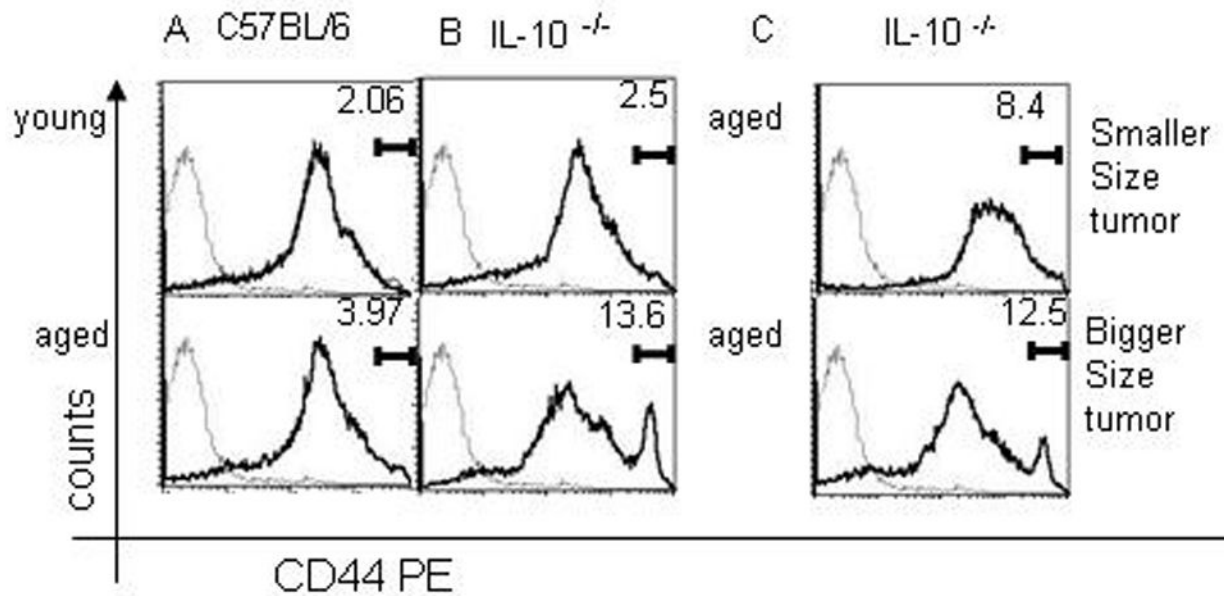 A C57BL/6 B IL-10 -/- C IL-10 -/-
young 2.06 2.5 aged 8.4 Smaller
Size
tumor
aged 3.97 13.6 aged 12.5 Bigger
Size
tumor
counts
CD44 PE